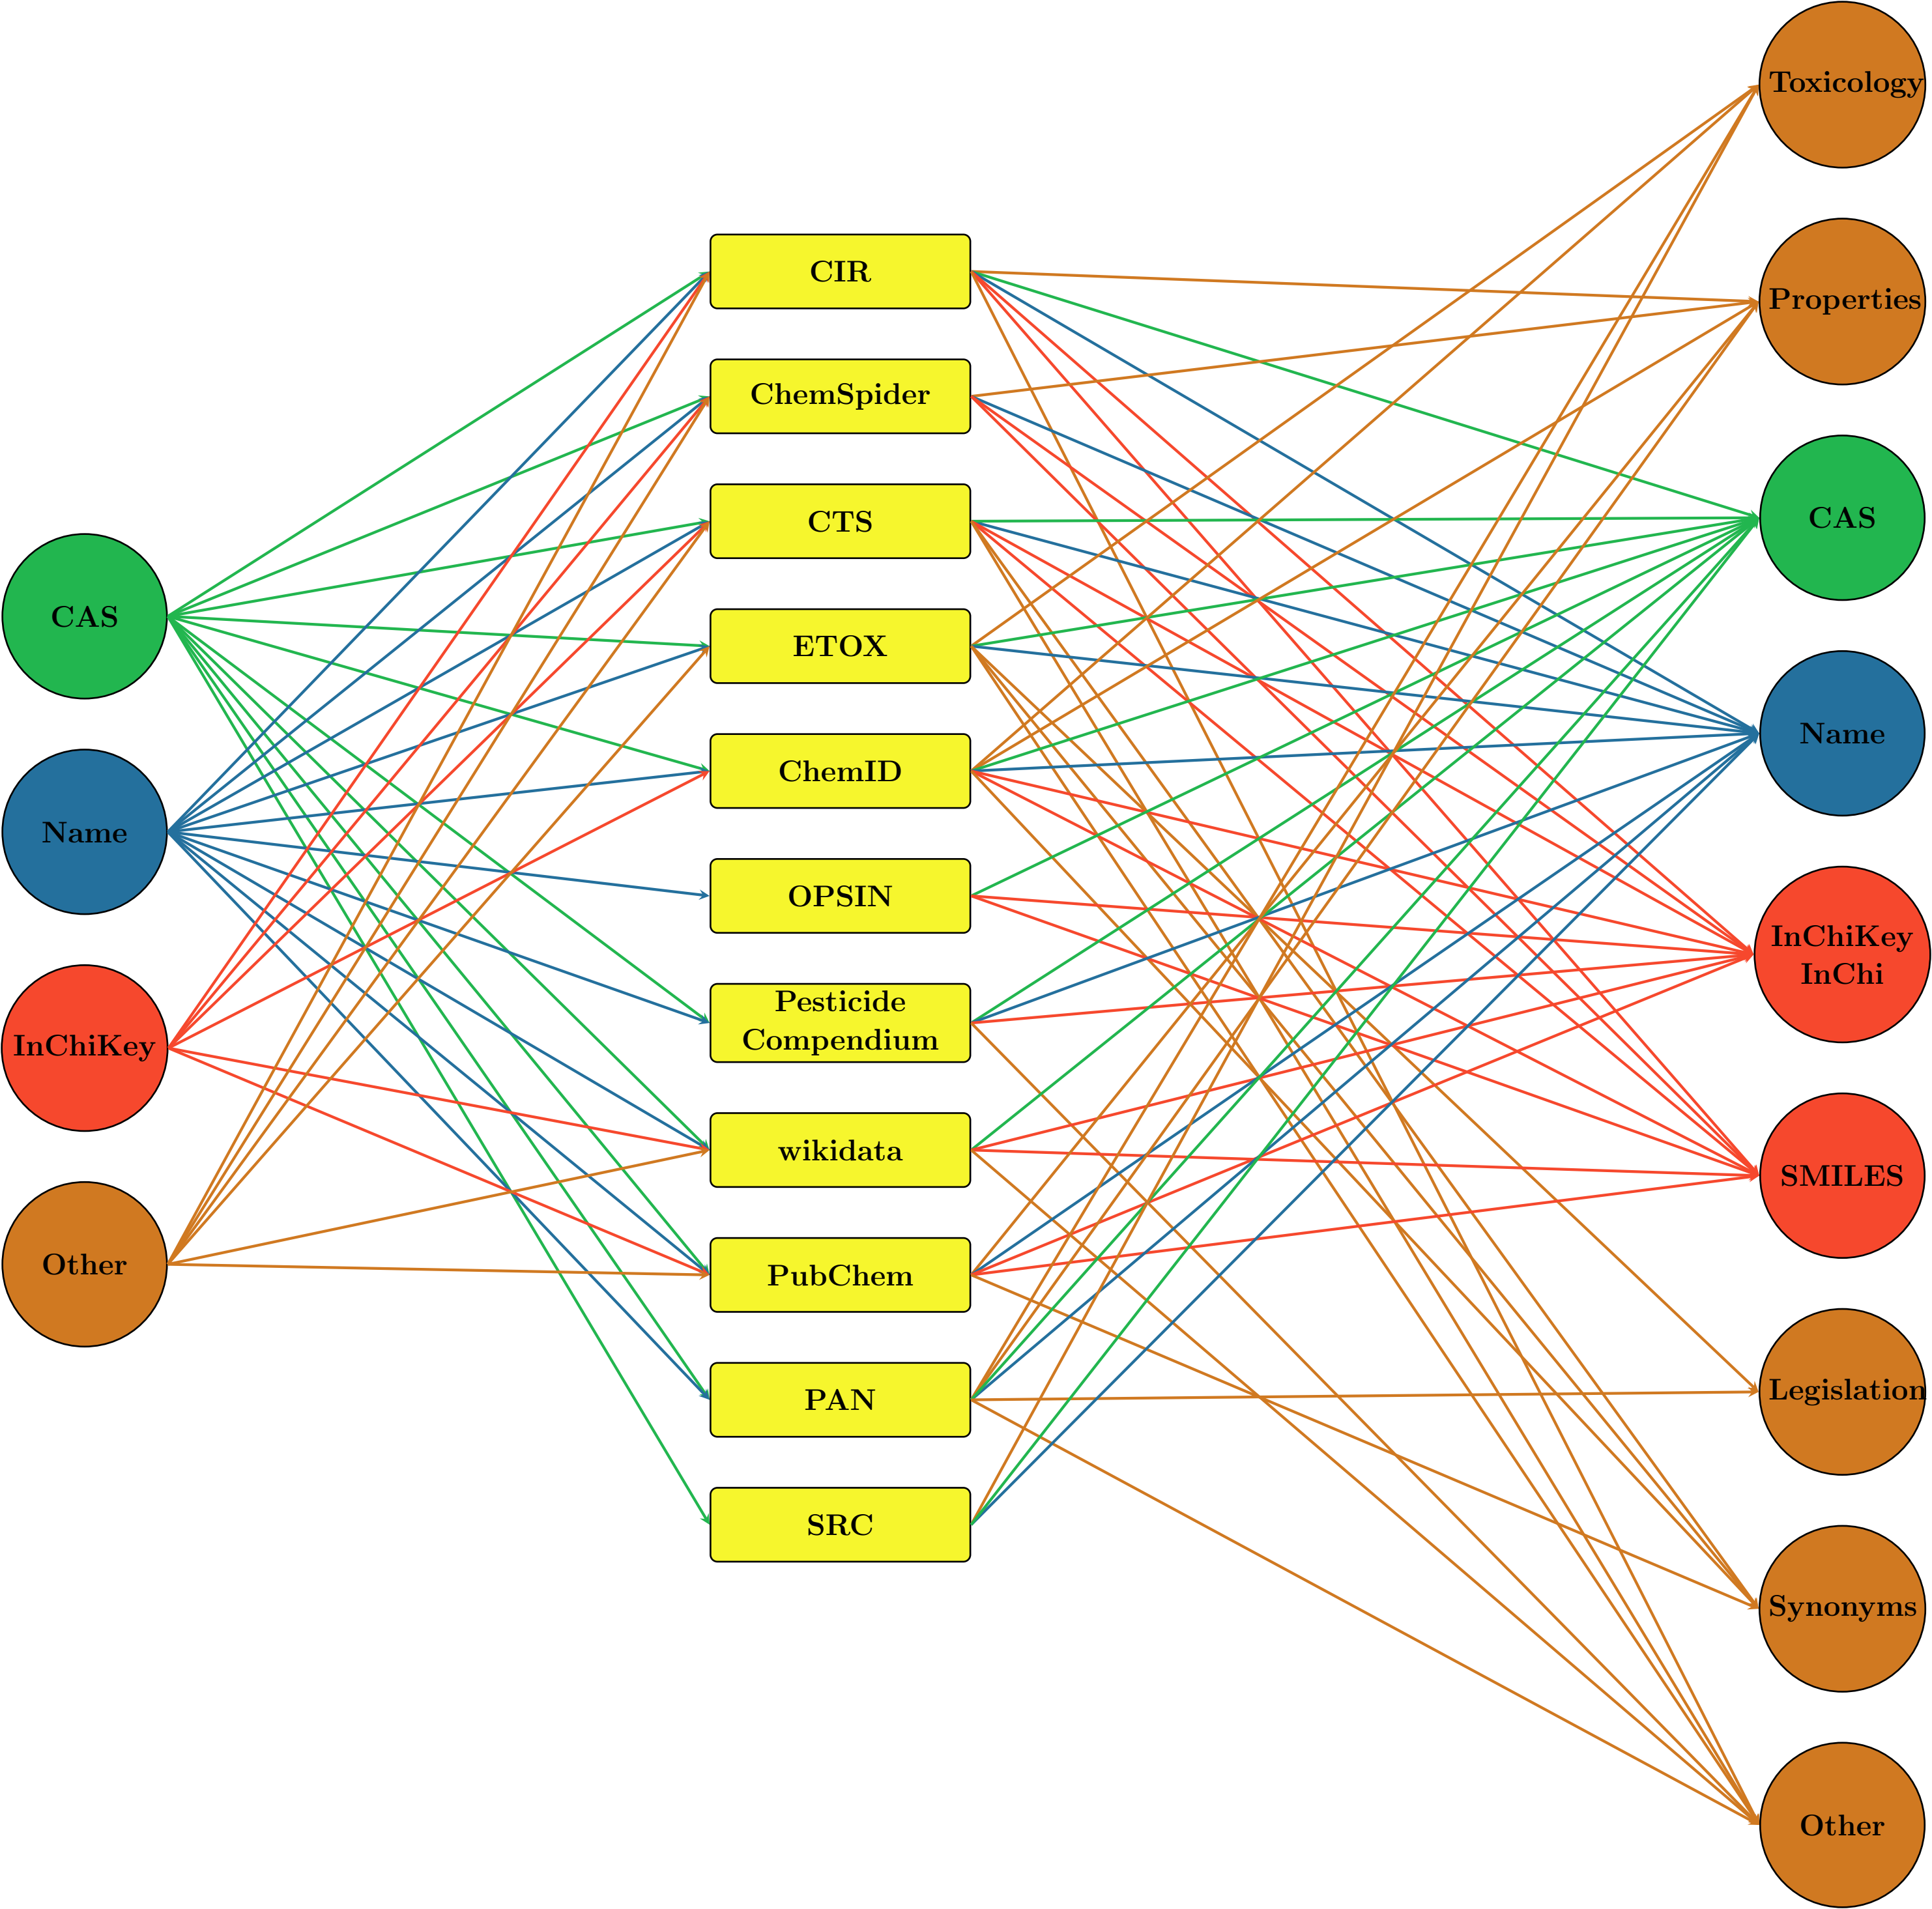 CAS
Name
InChiKey
Other
CIR
ChemSpider
CTS
ETOX
ChemID
OPSIN
Pesticide
Compendium
wikidata
PubChem
PAN
SRC
Toxicology
Properties
CAS
Name
InChiKey
InChi
SMILES
Legislation
Synonyms
Other